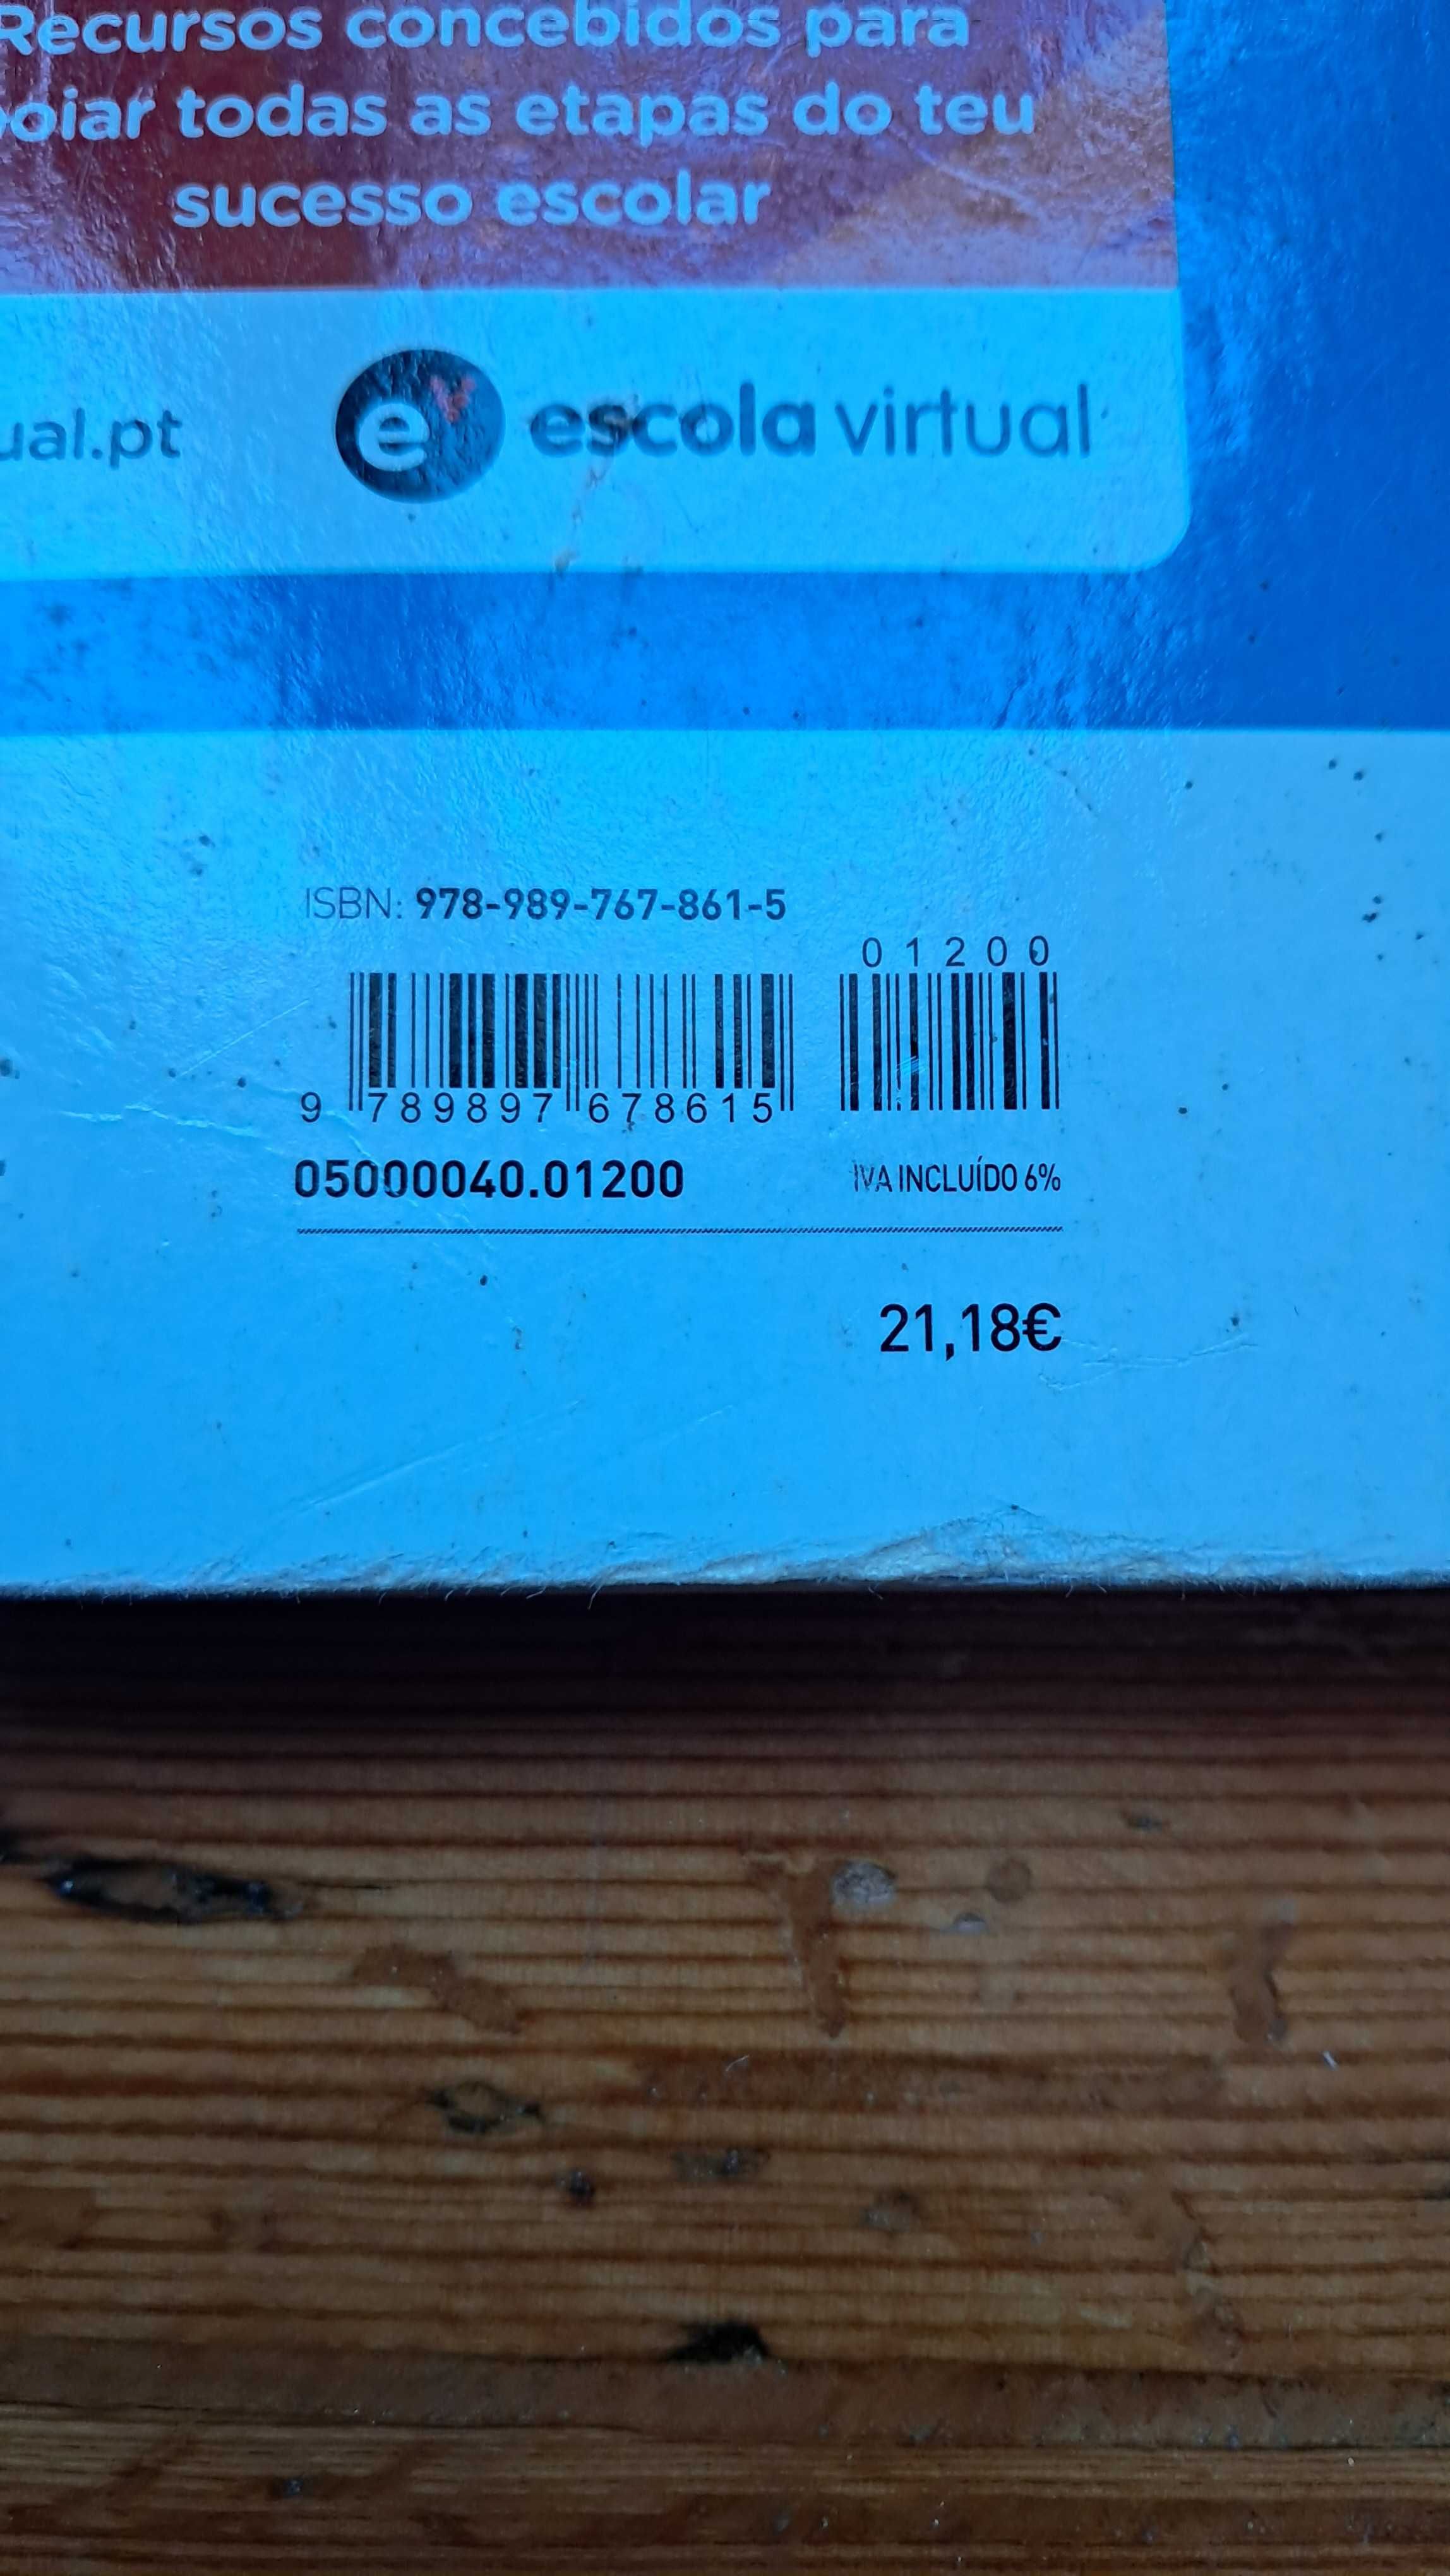 Recursos concebidos para
oiar todas as etapas do teu
sucesso escolar
ual.pt
ev escola virtual
ISBN: 978-989-767-861-5
01200
9 789897 678615
05000040.01200 IVA INCLUÍDO 6%
21,18€